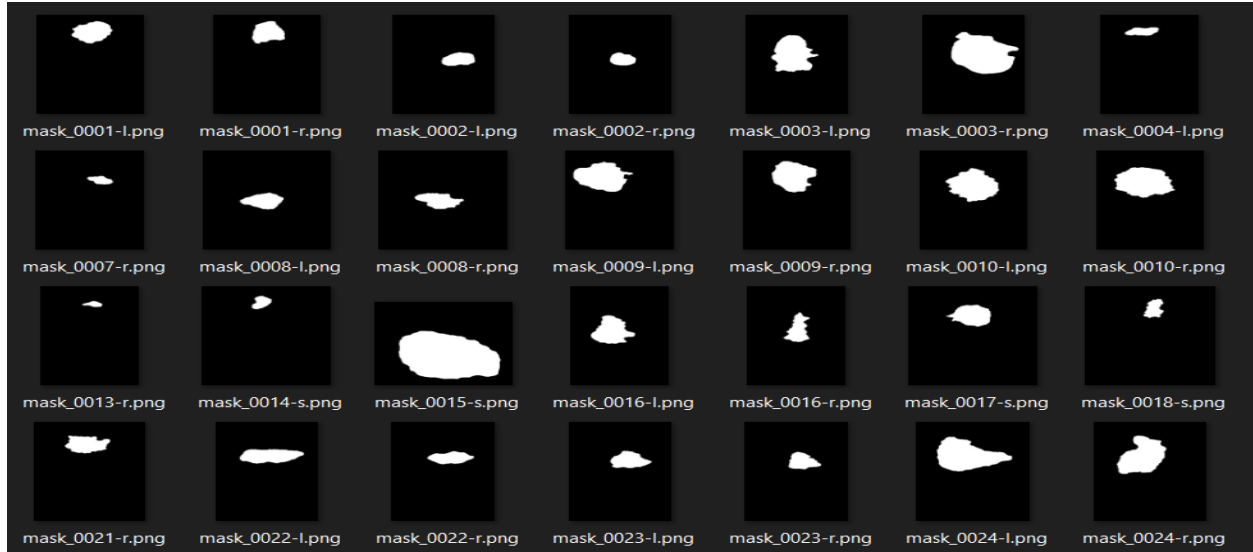 mask_0001-l.png mask_0001-r.png mask_0002-l.png mask_0002-r.png mask_0003-l.png mask_0003-r.png mask_0004-l.png
mask_0007-r.png mask_0008-l.png mask_0008-r.png mask_0009-l.png mask_0009-r.png mask_0010-l.png mask_0010-r.png
mask_0013-r.png mask_0014-s.png mask_0015-s.png mask_0016-l.png mask_0016-r.png mask_0017-s.png mask_0018-s.png
mask_0021-r.png mask_0022-l.png mask_0022-r.png mask_0023-l.png mask_0023-r.png mask_0024-l.png mask_0024-r.png